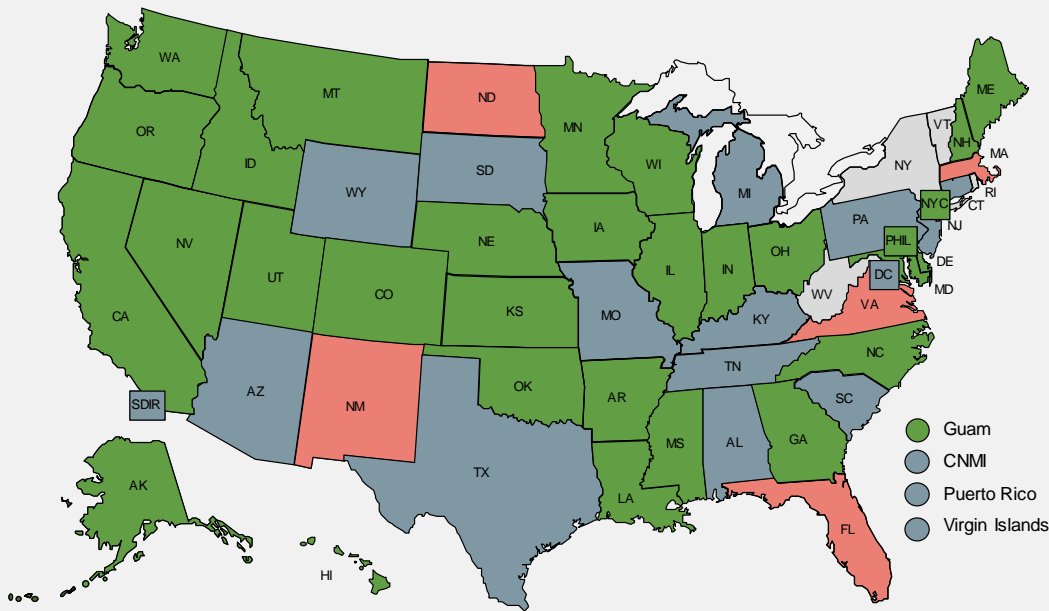 WA
ME
MT
ND
VT
MN
OR
NH
MA
ID
WI
NY
SD
RI
WY
MI
CT
NYC
PA
NJ
IA
NE
PHIL
NV
OH
DE
UT
IL
IN
DC
CO
MD
WV
VA
CA
KS
MO
KY
NC
TN
OK
AZ
AR
SC
SDIR
NM
MS
AL
GA
Guam
CNMI
TX
AK
LA
Puerto Rico
FL
Virgin Islands
HI